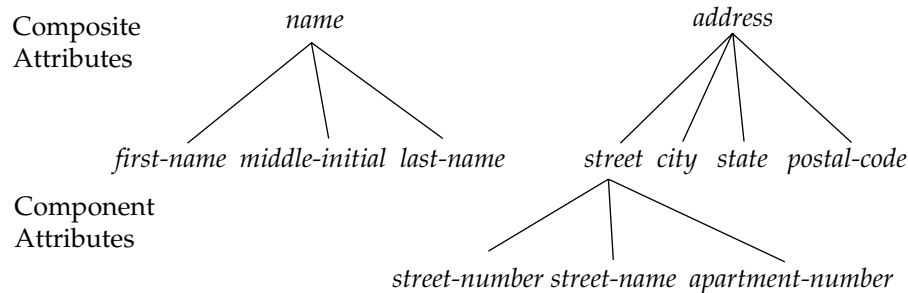 Composite
Attributes
name
address
first-name middle-initial last-name
street city state postal-code
Component
Attributes
street-number street-name apartment-number